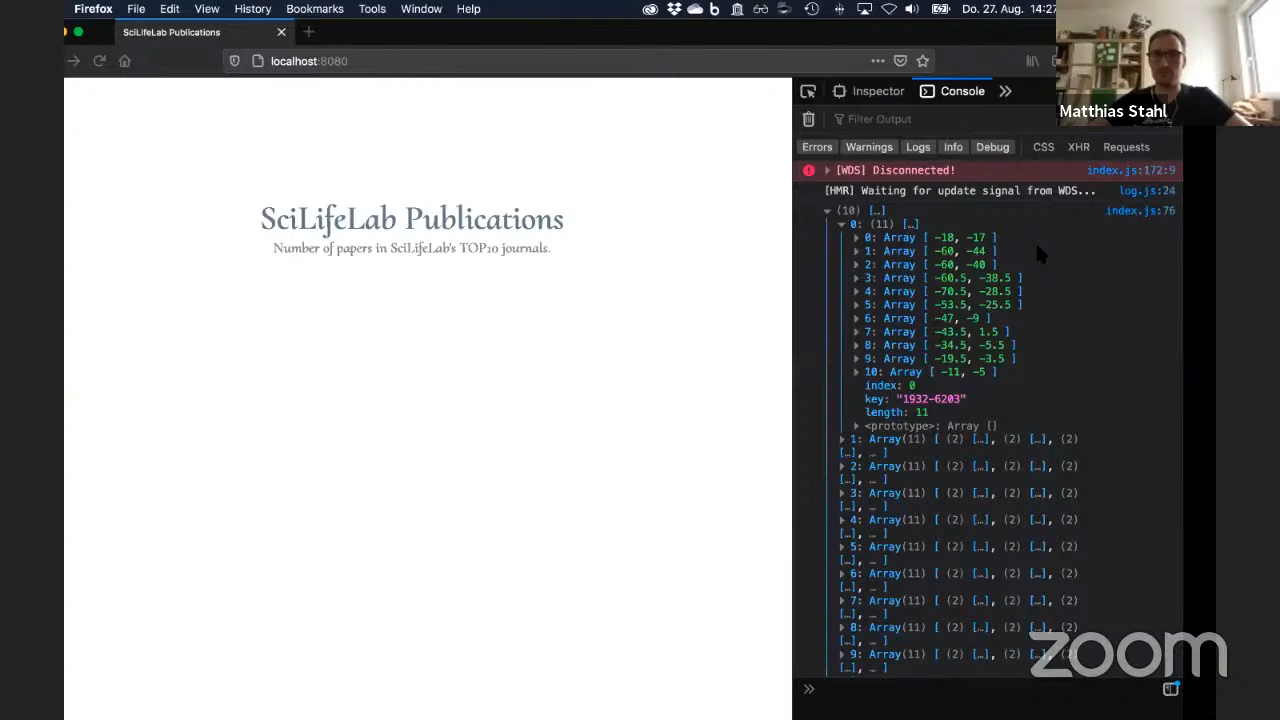 Firefox File Edit View History Bookmarks Tools Window Help Do. 27. Aug. 14:27
SciLifeLab Publications
localhost:8080
Matthias Stahl
Inspector Console
Filter Output
Errors Warnings Logs Info Debug CSS XHR Requests
[WDS] Disconnected! index.js:172:9
[HMR] Waiting for update signal from WDS... log.js:24
(10) […] index.js:76
0: (11) […]
0: Array [ -18, -17 ]
1: Array [ -60, -44 ]
2: Array [ -60, -40 ]
3: Array [ -60.5, -38.5 ]
4: Array [ -70.5, -28.5 ]
5: Array [ -53.5, -25.5 ]
6: Array [ -47, -9 ]
7: Array [ -43.5, 1.5 ]
8: Array [ -34.5, -5.5 ]
9: Array [ -19.5, -3.5 ]
10: Array [ -11, -5 ]
index: 0
key: "1932-6203"
length: 11
<prototype>: Array []
1: Array(11) [ (2) […], (2) […], (2)
[…], … ]
2: Array(11) [ (2) […], (2) […], (2)
[…], … ]
3: Array(11) [ (2) […], (2) […], (2)
[…], … ]
4: Array(11) [ (2) […], (2) […], (2)
[…], … ]
5: Array(11) [ (2) […], (2) […], (2)
[…], … ]
6: Array(11) [ (2) […], (2) […], (2)
[…], … ]
7: Array(11) [ (2) […], (2) […], (2)
[…], … ]
8: Array(11) [ (2) […], (2) […], (2)
[…], … ]
9: Array(11) [ (2) […], (2) […], (2)
[…], … ]
SciLifeLab Publications
Number of papers in SciLifeLab's TOP10 journals.
zoom